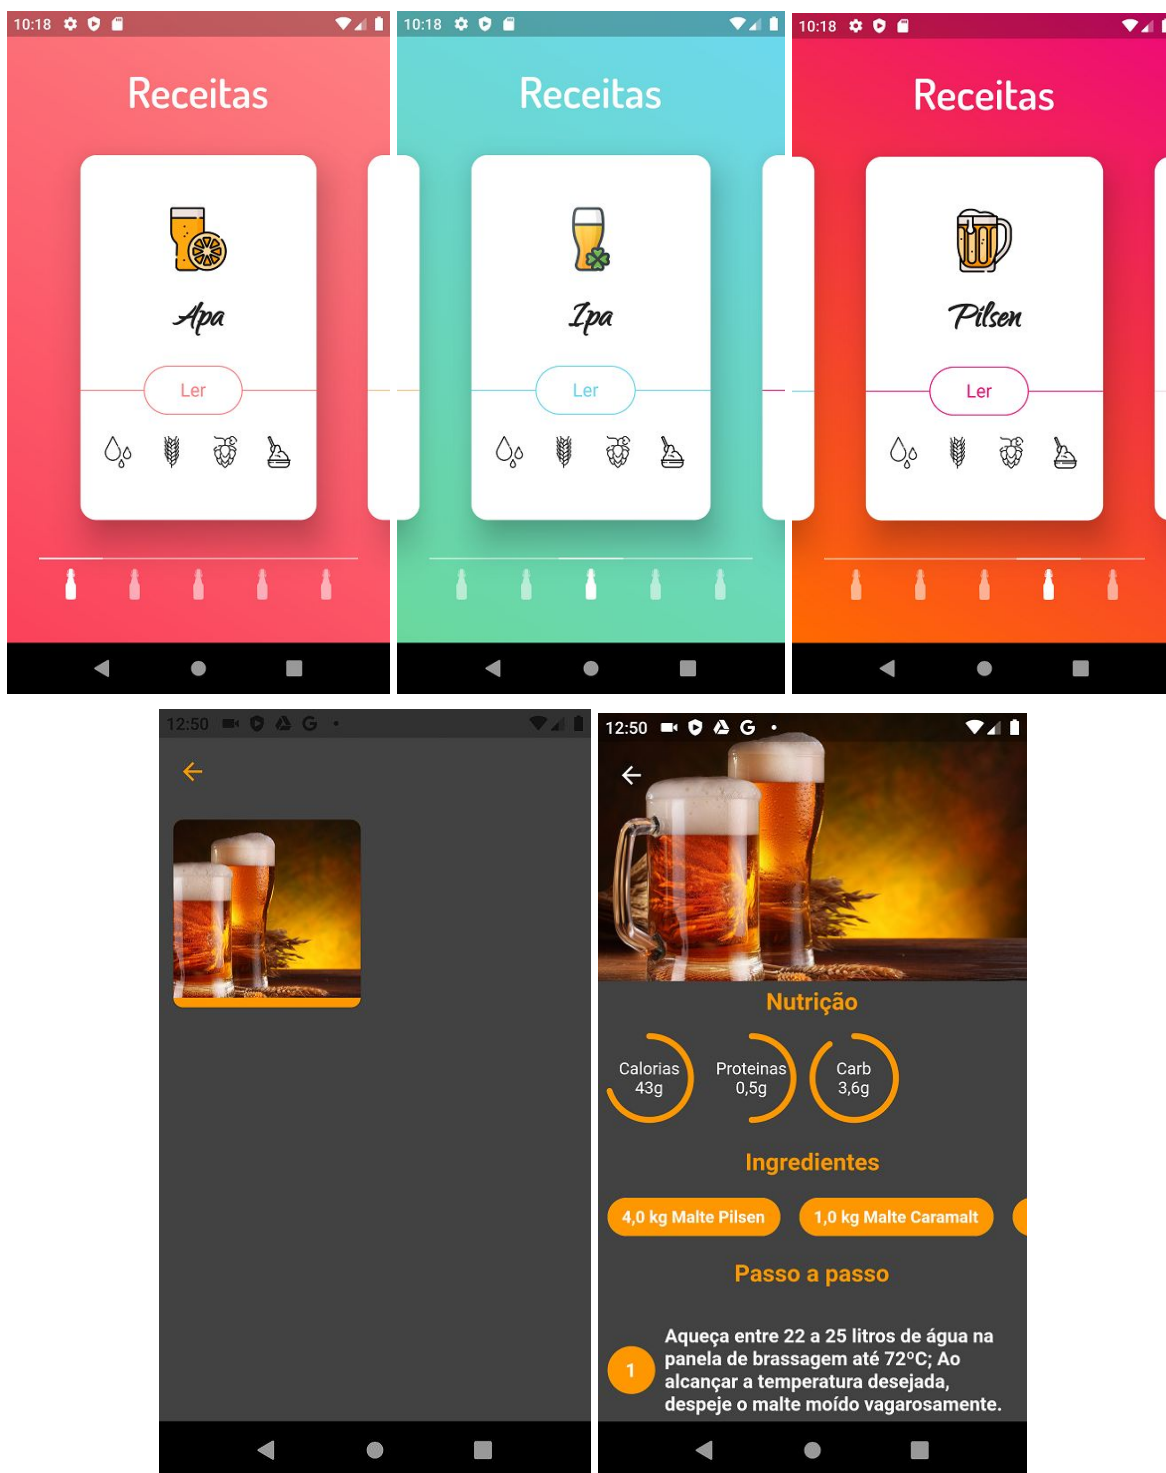 10:18
Receitas
Apa
Ler
10:18
Receitas
Ipa
Ler
10:18
Receitas
Pilsen
Ler
12:50
12:50
Nutrição
Calorias
43g
Proteinas
0,5g
Carb
3,6g
Ingredientes
4,0 kg Malte Pilsen
1,0 kg Malte Caramalt
Passo a passo
1
Aqueça entre 22 a 25 litros de água na
panela de brassagem até 72ºC; Ao
alcançar a temperatura desejada,
despeje o malte moído vagarosamente.